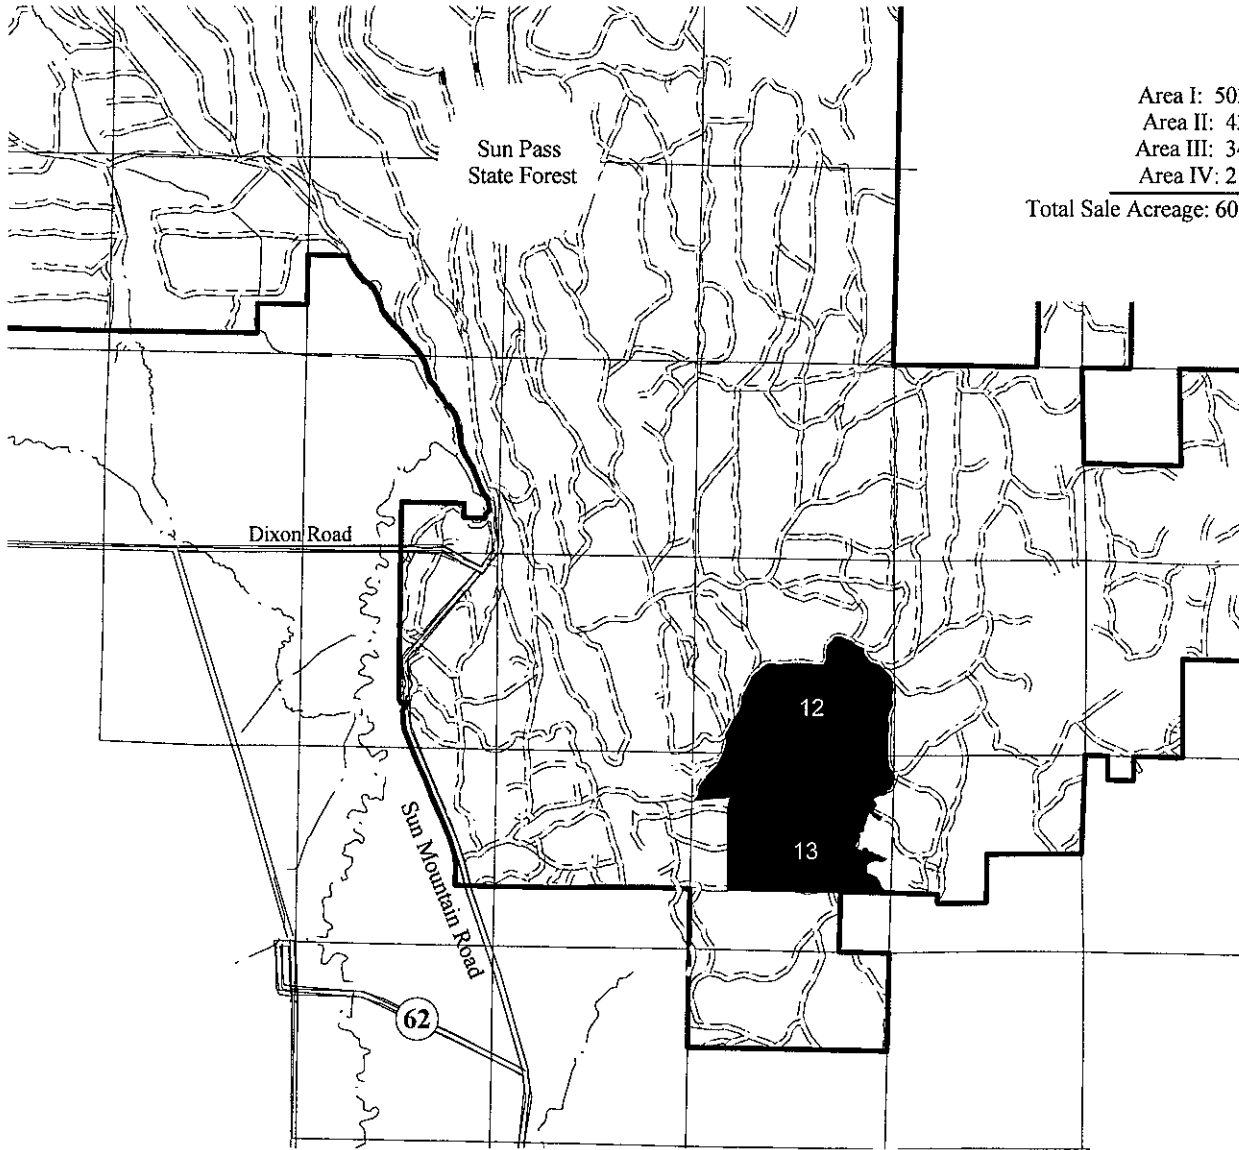 Area I: 50
Area II: 4
Area III: 34
Area IV: 2
Total Sale Acreage: 60
Sun Pass
State Forest
Dixon Road
12
13
Sun Mountain Road
62